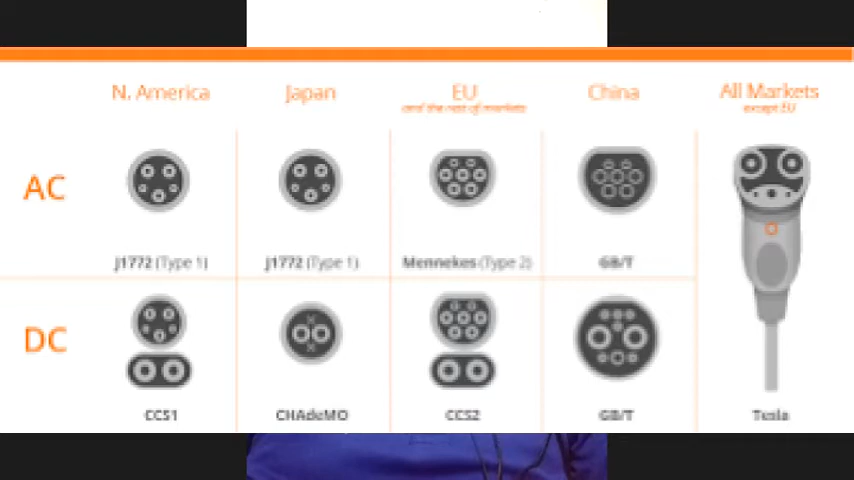 N. America
Japan
EU
and the rest of markets
China
All Markets
except EU
AC
J1772 (Type 1)
J1772 (Type 1)
Mennekes (Type 2)
GB/T
DC
CCS1
CHAdeMO
CCS2
GB/T
Tesla